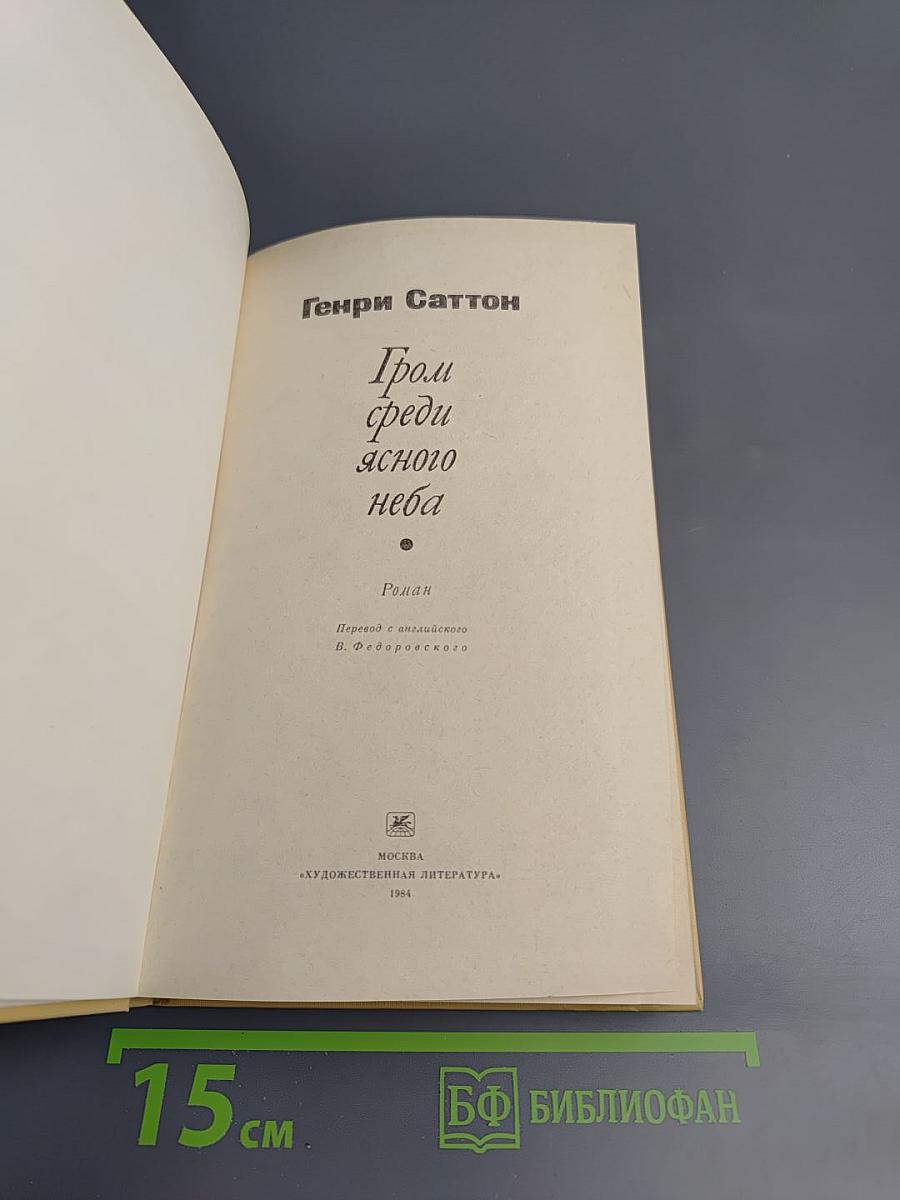 Генри Саттон
Гром
среди
ясного
неба
Роман
Перевод с английского
В. Федоровского
МОСКВА
«ХУДОЖЕСТВЕННАЯ ЛИТЕРАТУРА»
1984
15 см
БФ БИБЛИОФАН